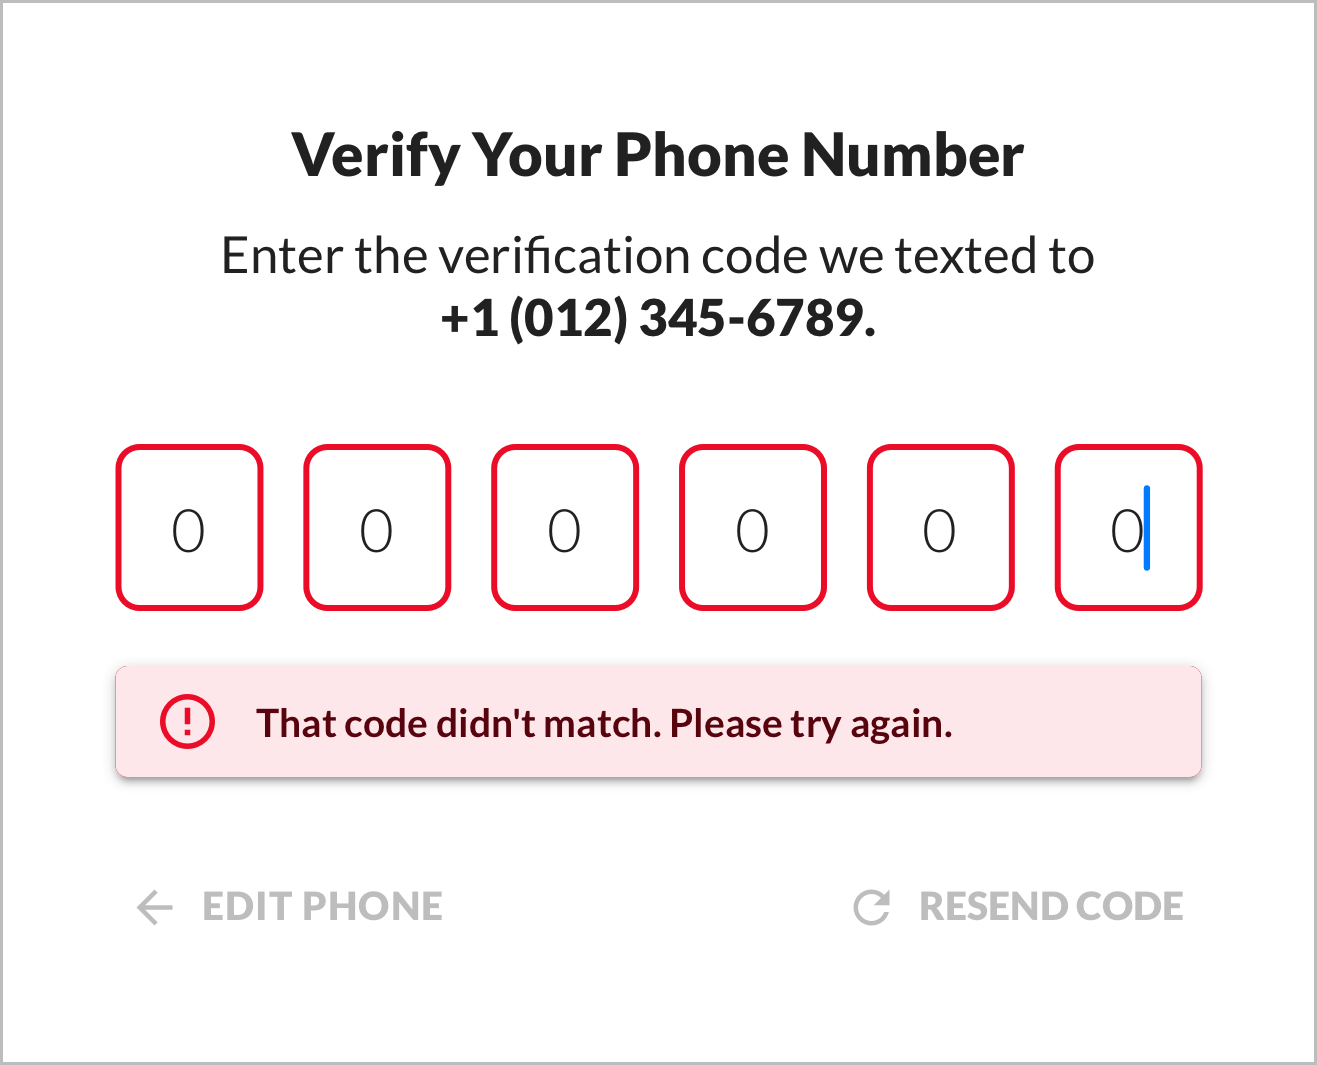 Verify Your Phone Number
Enter the verification code we texted to
+1 (012) 345-6789.
0 0 0 0 0 0
That code didn't match. Please try again.
EDIT PHONE RESEND CODE